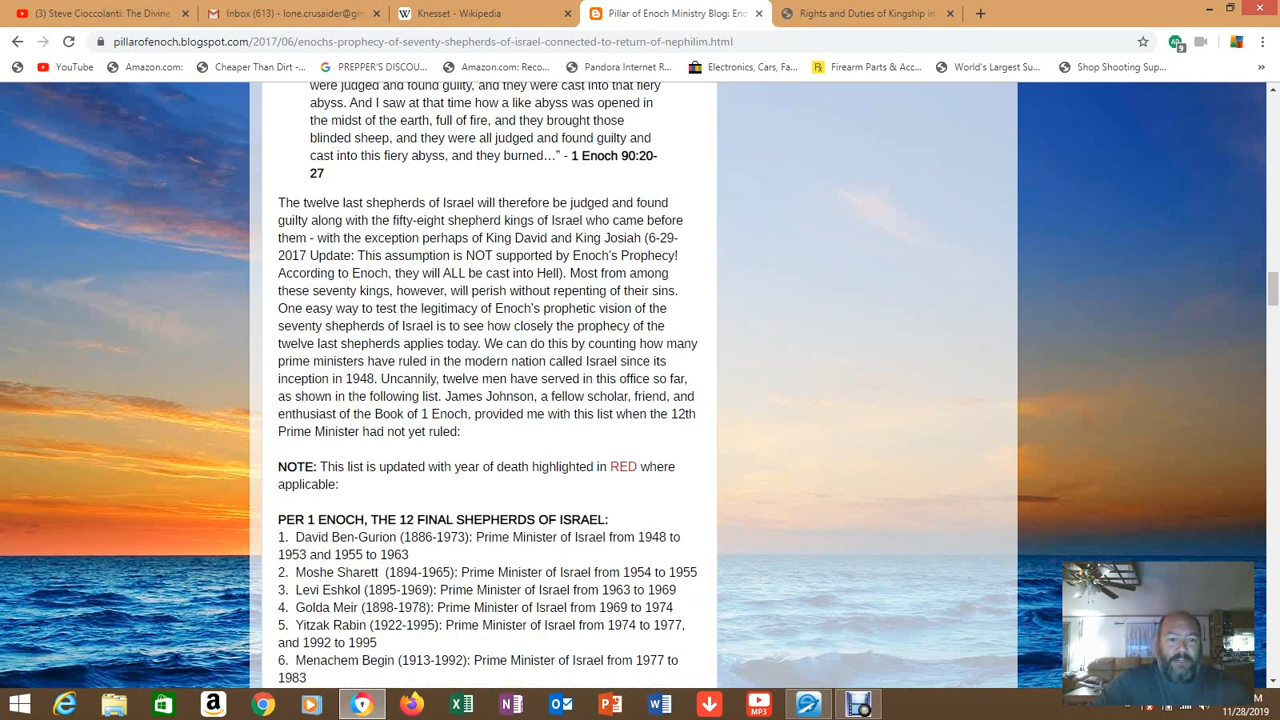 (3) Steve Cioccolanti: The Divine
Inbox (613) - lone.crusaider@gm
Knesset - Wikipedia
Pillar of Enoch Ministry Blog: Eno
Rights and Duties of Kingship in
pillarofenoch.blogspot.com/2017/06/enochs-prophecy-of-seventy-shepherds-of-israel-connected-to-return-of-nephilim.html
9
YouTube
Amazon.com:
Cheaper Than Dirt -...
PREPPER'S DISCOU...
Amazon.com: Reco...
Pandora Internet R...
Electronics, Cars, Fa...
Firearm Parts & Acc...
World's Largest Su...
Shop Shooting Sup...
were judged and found guilty, and they were cast into that fiery
abyss. And I saw at that time how a like abyss was opened in
the midst of the earth, full of fire, and they brought those
blinded sheep, and they were all judged and found guilty and
cast into this fiery abyss, and they burned…" - 1 Enoch 90:20-
27
The twelve last shepherds of Israel will therefore be judged and found
guilty along with the fifty-eight shepherd kings of Israel who came before
them - with the exception perhaps of King David and King Josiah (6-29-
2017 Update: This assumption is NOT supported by Enoch's Prophecy!
According to Enoch, they will ALL be cast into Hell). Most from among
these seventy kings, however, will perish without repenting of their sins.
One easy way to test the legitimacy of Enoch's prophetic vision of the
seventy shepherds of Israel is to see how closely the prophecy of the
twelve last shepherds applies today. We can do this by counting how many
prime ministers have ruled in the modern nation called Israel since its
inception in 1948. Uncannily, twelve men have served in this office so far,
as shown in the following list. James Johnson, a fellow scholar, friend, and
enthusiast of the Book of 1 Enoch, provided me with this list when the 12th
Prime Minister had not yet ruled:
NOTE: This list is updated with year of death highlighted in RED where
applicable:
PER 1 ENOCH, THE 12 FINAL SHEPHERDS OF ISRAEL:
1. David Ben-Gurion (1886-1973): Prime Minister of Israel from 1948 to
1953 and 1955 to 1963
2. Moshe Sharett (1894-1965): Prime Minister of Israel from 1954 to 1955
3. Levi Eshkol (1895-1969): Prime Minister of Israel from 1963 to 1969
4. Golda Meir (1898-1978): Prime Minister of Israel from 1969 to 1974
5. Yitzak Rabin (1922-1995): Prime Minister of Israel from 1974 to 1977,
and 1992 to 1995
6. Menachem Begin (1913-1992): Prime Minister of Israel from 1977 to
1983
MP3
11/28/2019